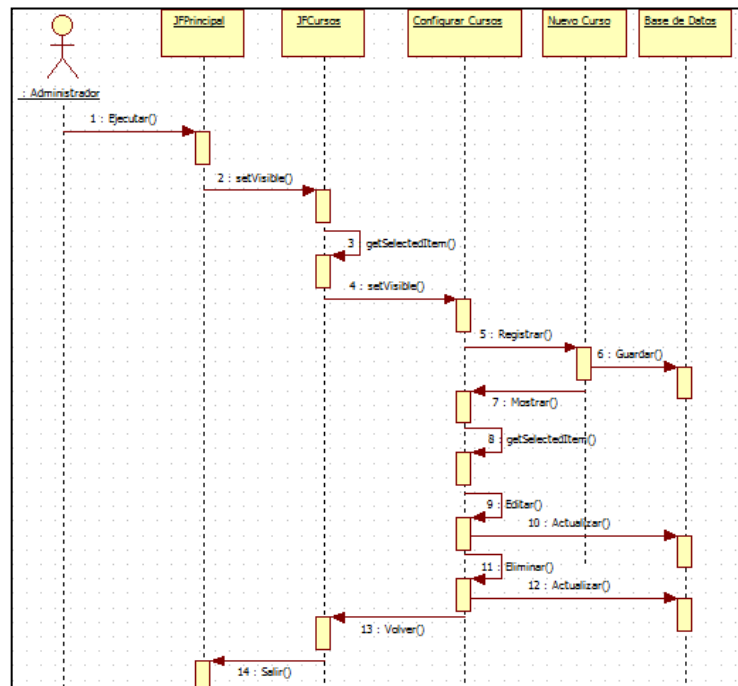 JFPrincipal
JFCursos
Configurar Cursos
Nuevo Curso
Base de Datos
: Administrador
1 : Ejecutar()
2 : setVisible()
3 getSelectedItem()
4 : setVisible()
5 : Registrar()
6 : Guardar()
7 : Mostrar()
8 : getSelectedItem()
9 : Editar()
10 : Actualizar()
11 : Eliminar()
12 : Actualizar()
13 : Volver()
14 : Salir()